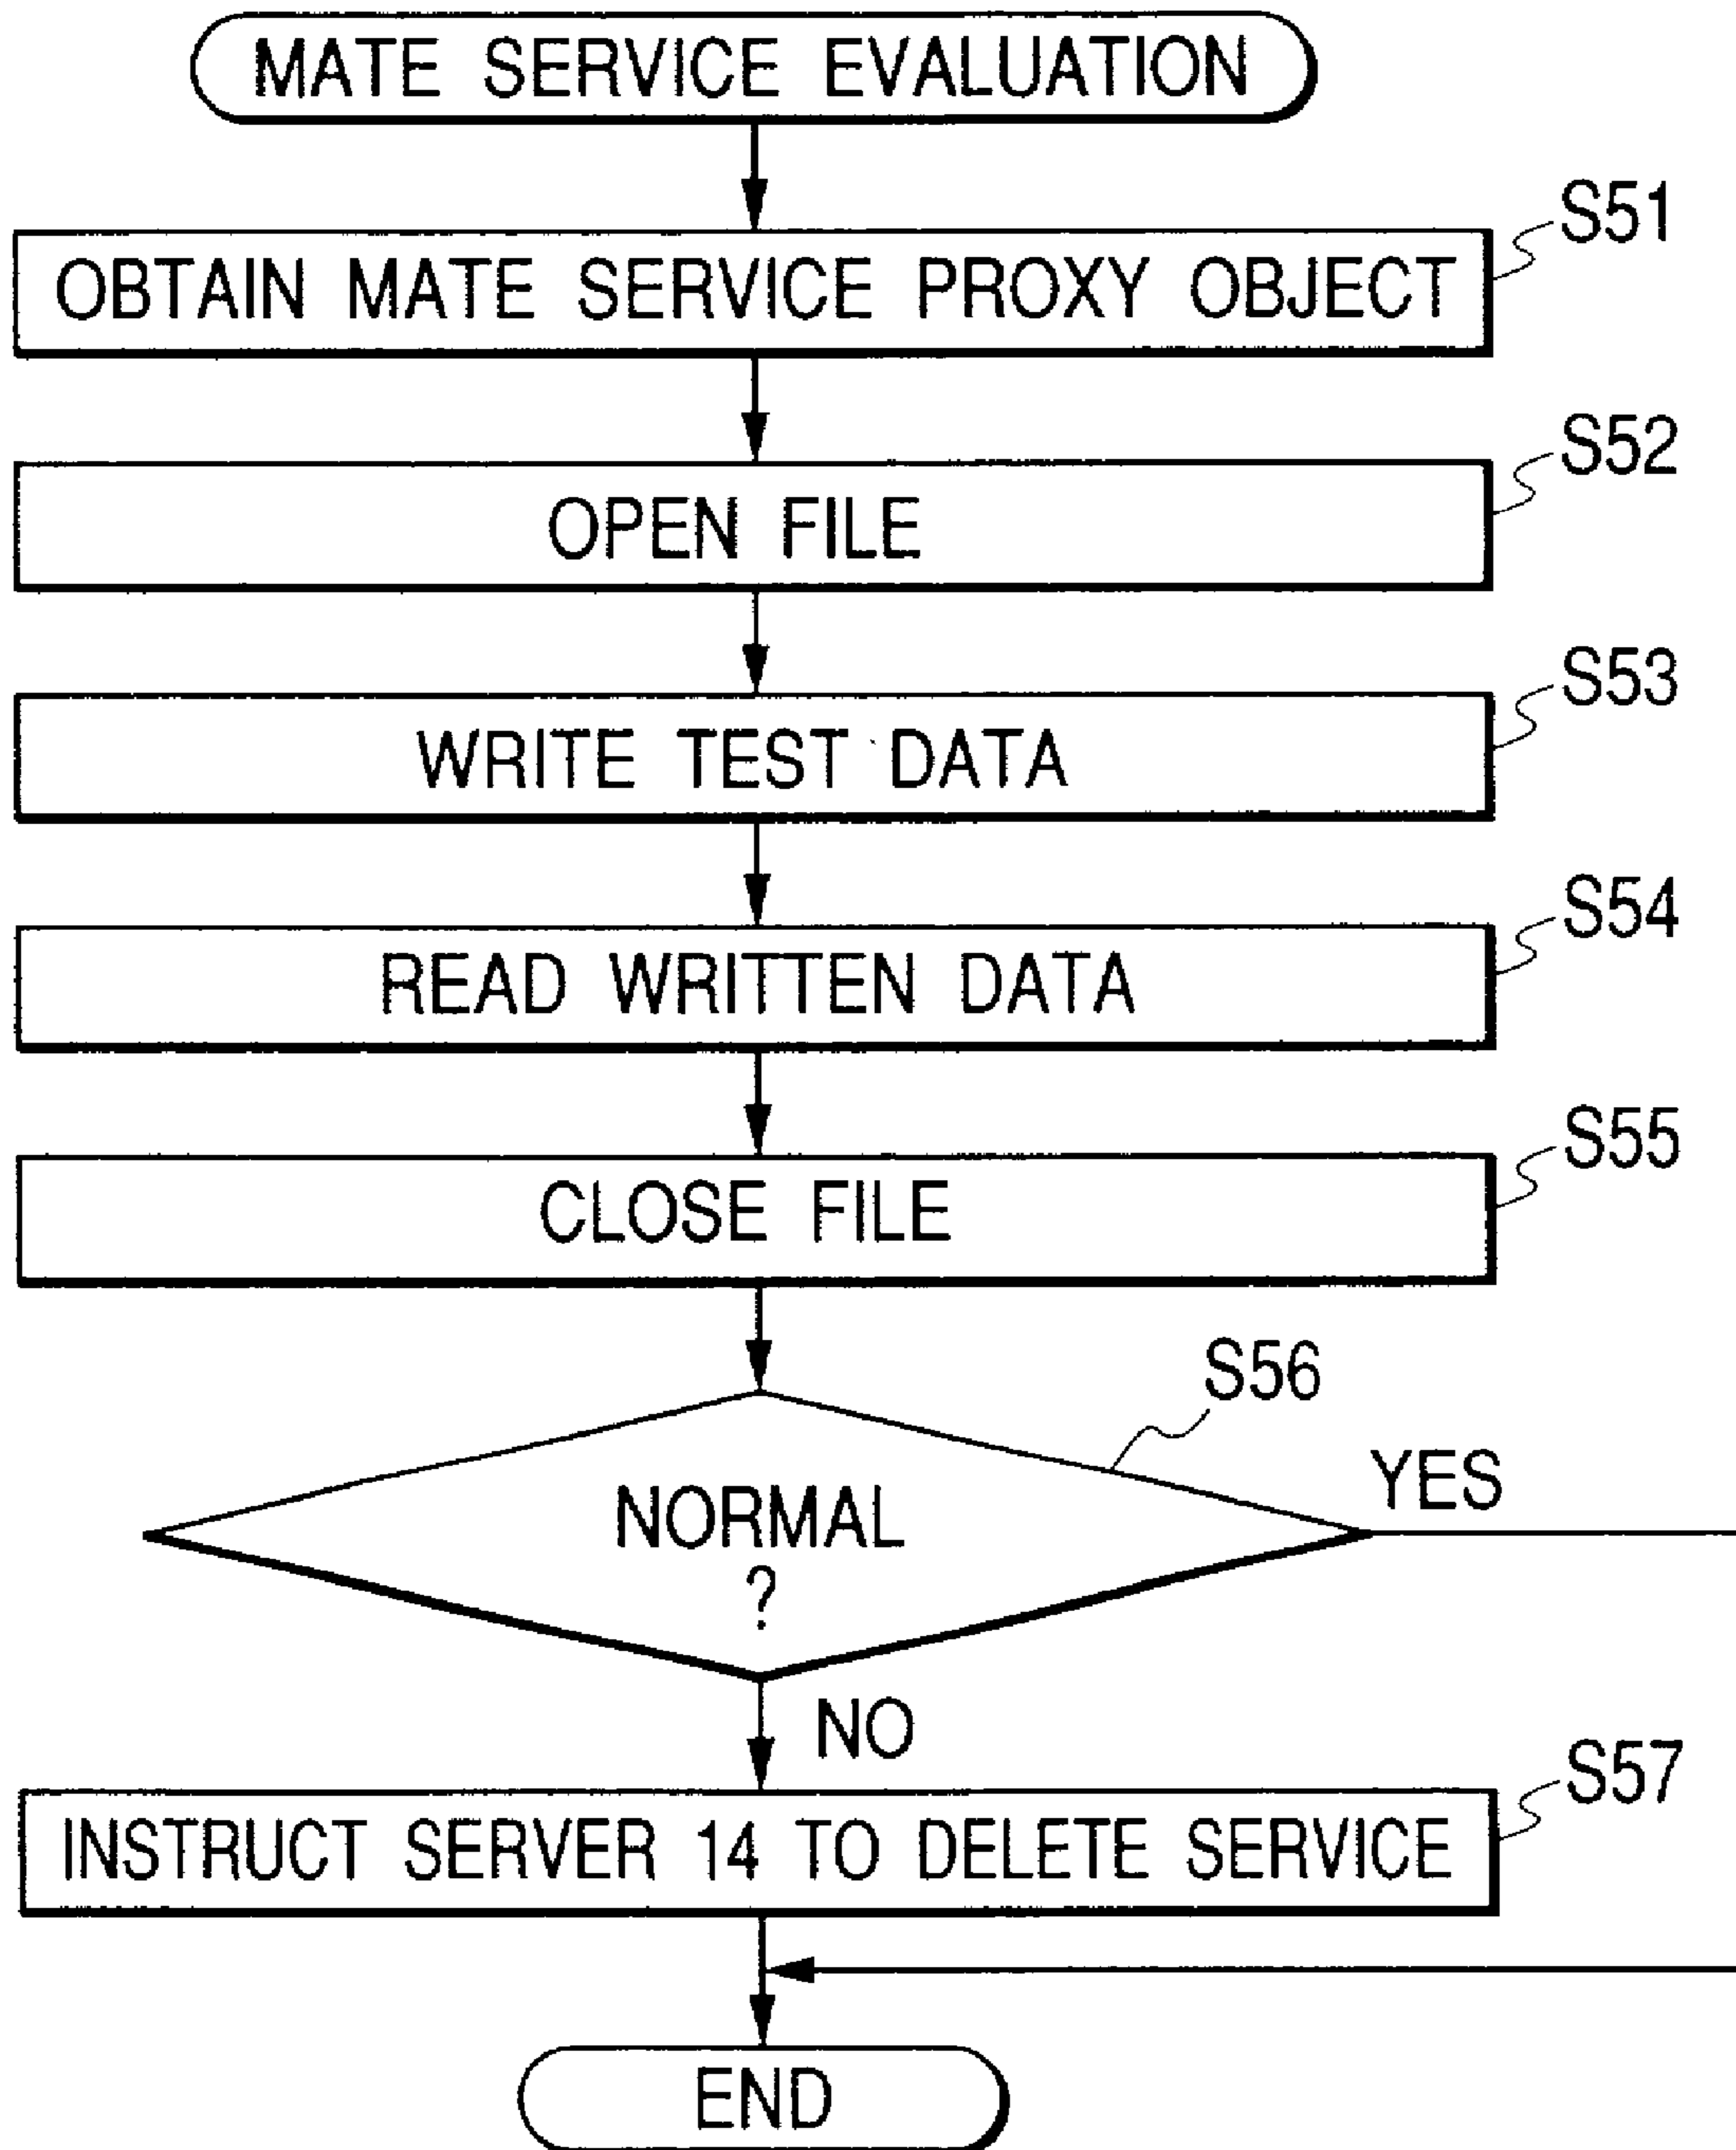 MATE SERVICE EVALUATION
S51
OBTAIN MATE SERVICE PROXY OBJECT
S52
OPEN FILE
S53
WRITE TEST DATA
S54
READ WRITTEN DATA
S55
CLOSE FILE
S56
YES
NORMAL
?
NO
S57
INSTRUCT SERVER 14 TO DELETE SERVICE
END